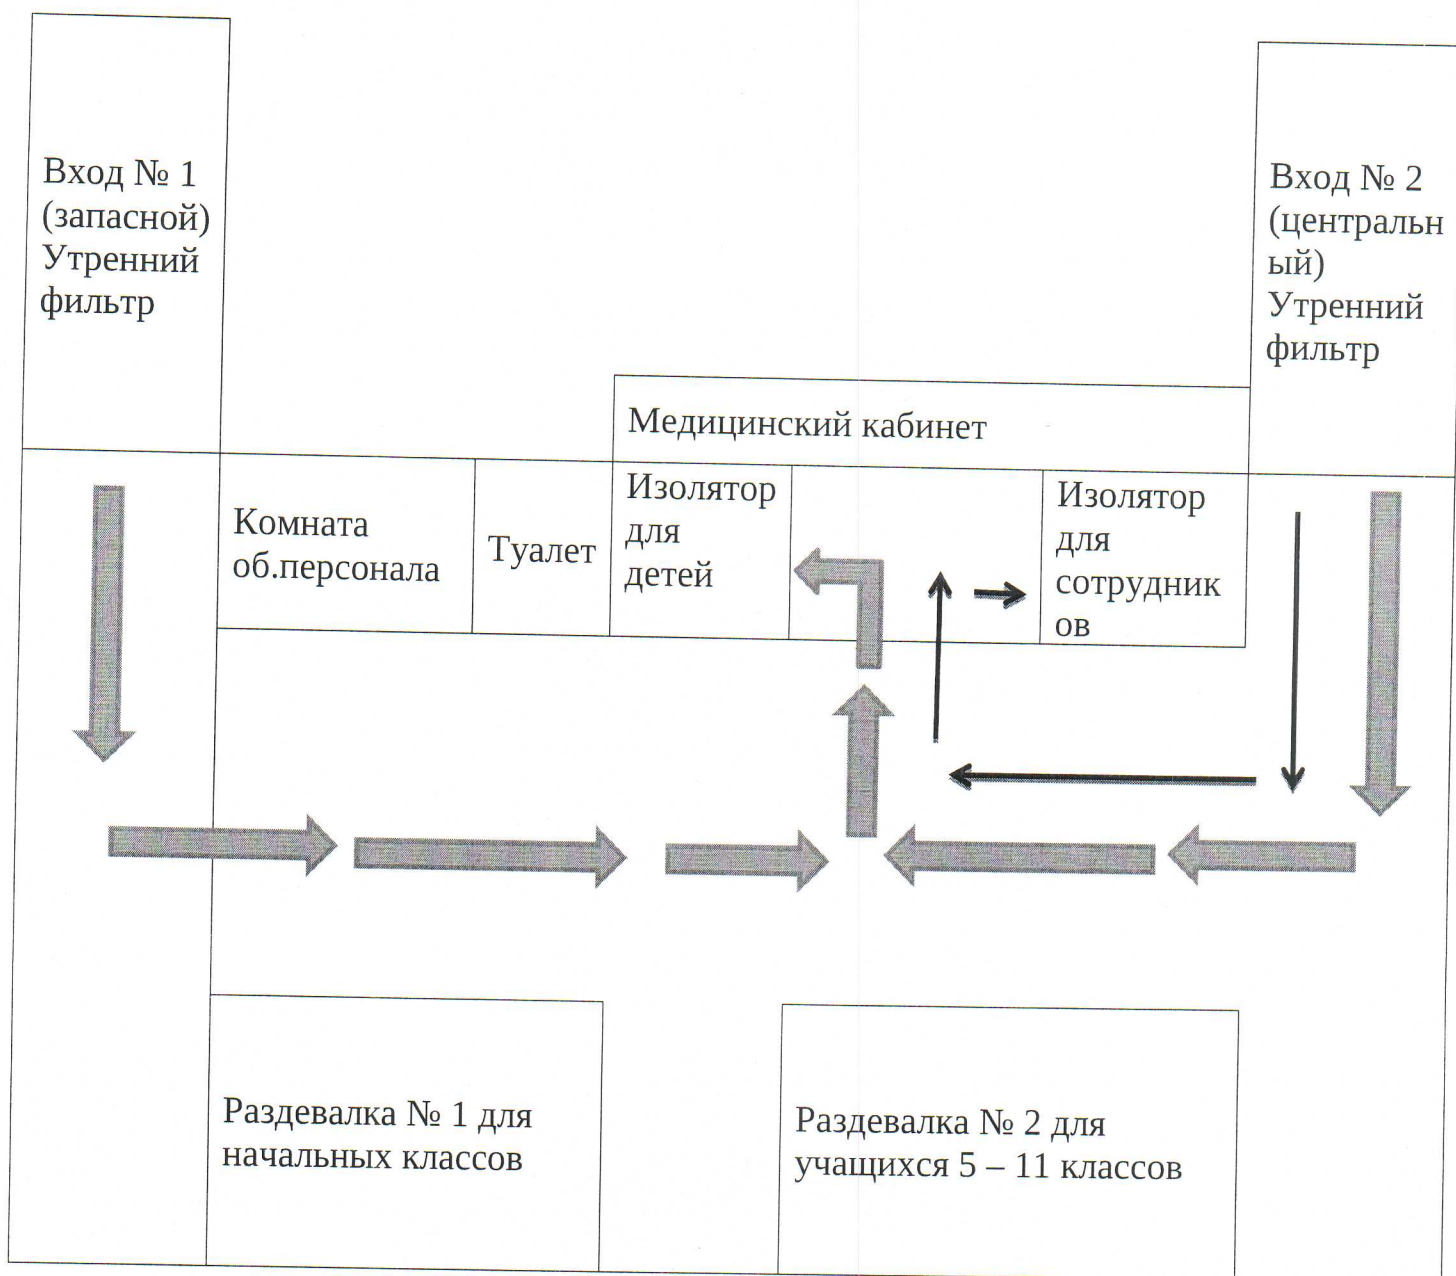 Вход № 1
(запасной)
Утренний
фильтр
Вход № 2
(центральн
ый)
Утренний
фильтр
Медицинский кабинет
Комната
об.персонала
Туалет
Изолятор
для
детей
Изолятор
для
сотрудник
ов
Раздевалка № 1 для
начальных классов
Раздевалка № 2 для
учащихся 5 – 11 классов